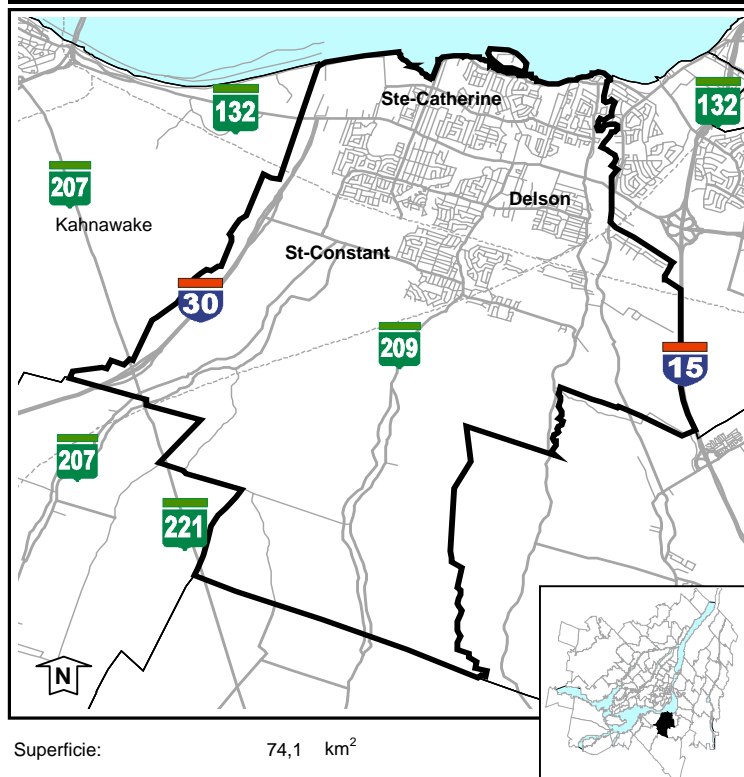 132
132
Ste-Catherine
207
Kahnawake
Delson
St-Constant
30
209
15
207
221
N
Superficie: 74,1 km²